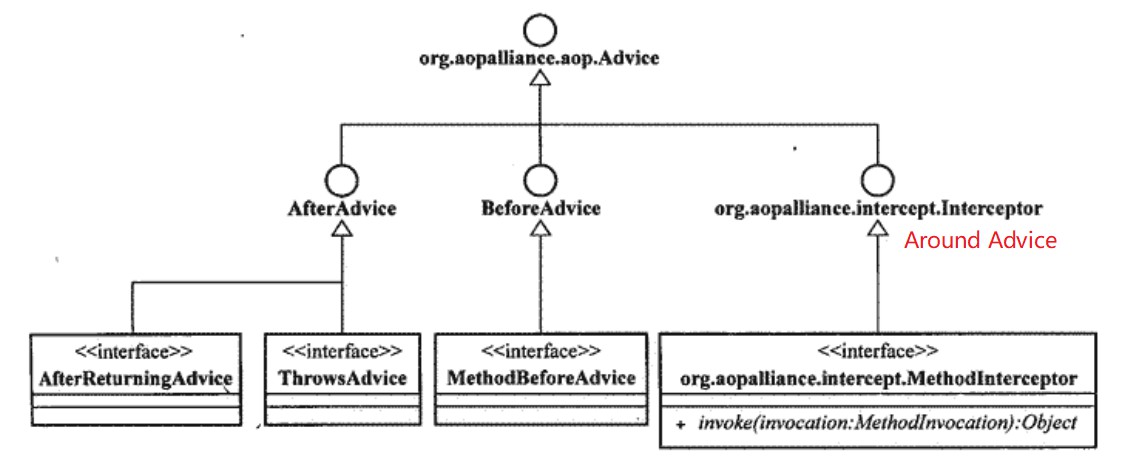 org.aopalliance.aop.Advice
AfterAdvice
BeforeAdvice
org.aopalliance.intercept.Interceptor
Around Advice
<<interface>>
AfterReturningAdvice
<<interface>>
ThrowsAdvice
<<interface>>
MethodBeforeAdvice
<<interface>>
org.aopalliance.intercept.MethodInterceptor
+ invoke(invocation:MethodInvocation):Object